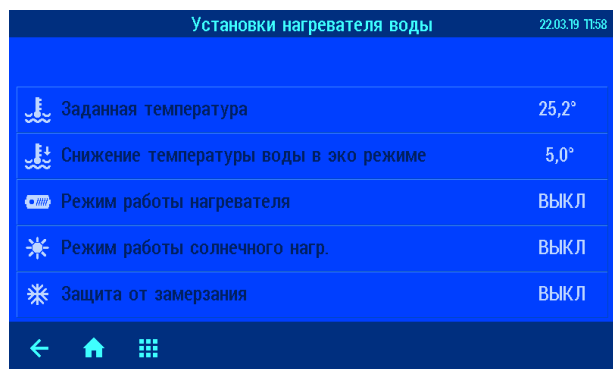 Установки нагревателя воды 22.03.19 11:58
Заданная температура 25,2°
Снижение температуры воды в эко режиме 5,0°
Режим работы нагревателя ВЫКЛ
Режим работы солнечного нагр. ВЫКЛ
Защита от замерзания ВЫКЛ